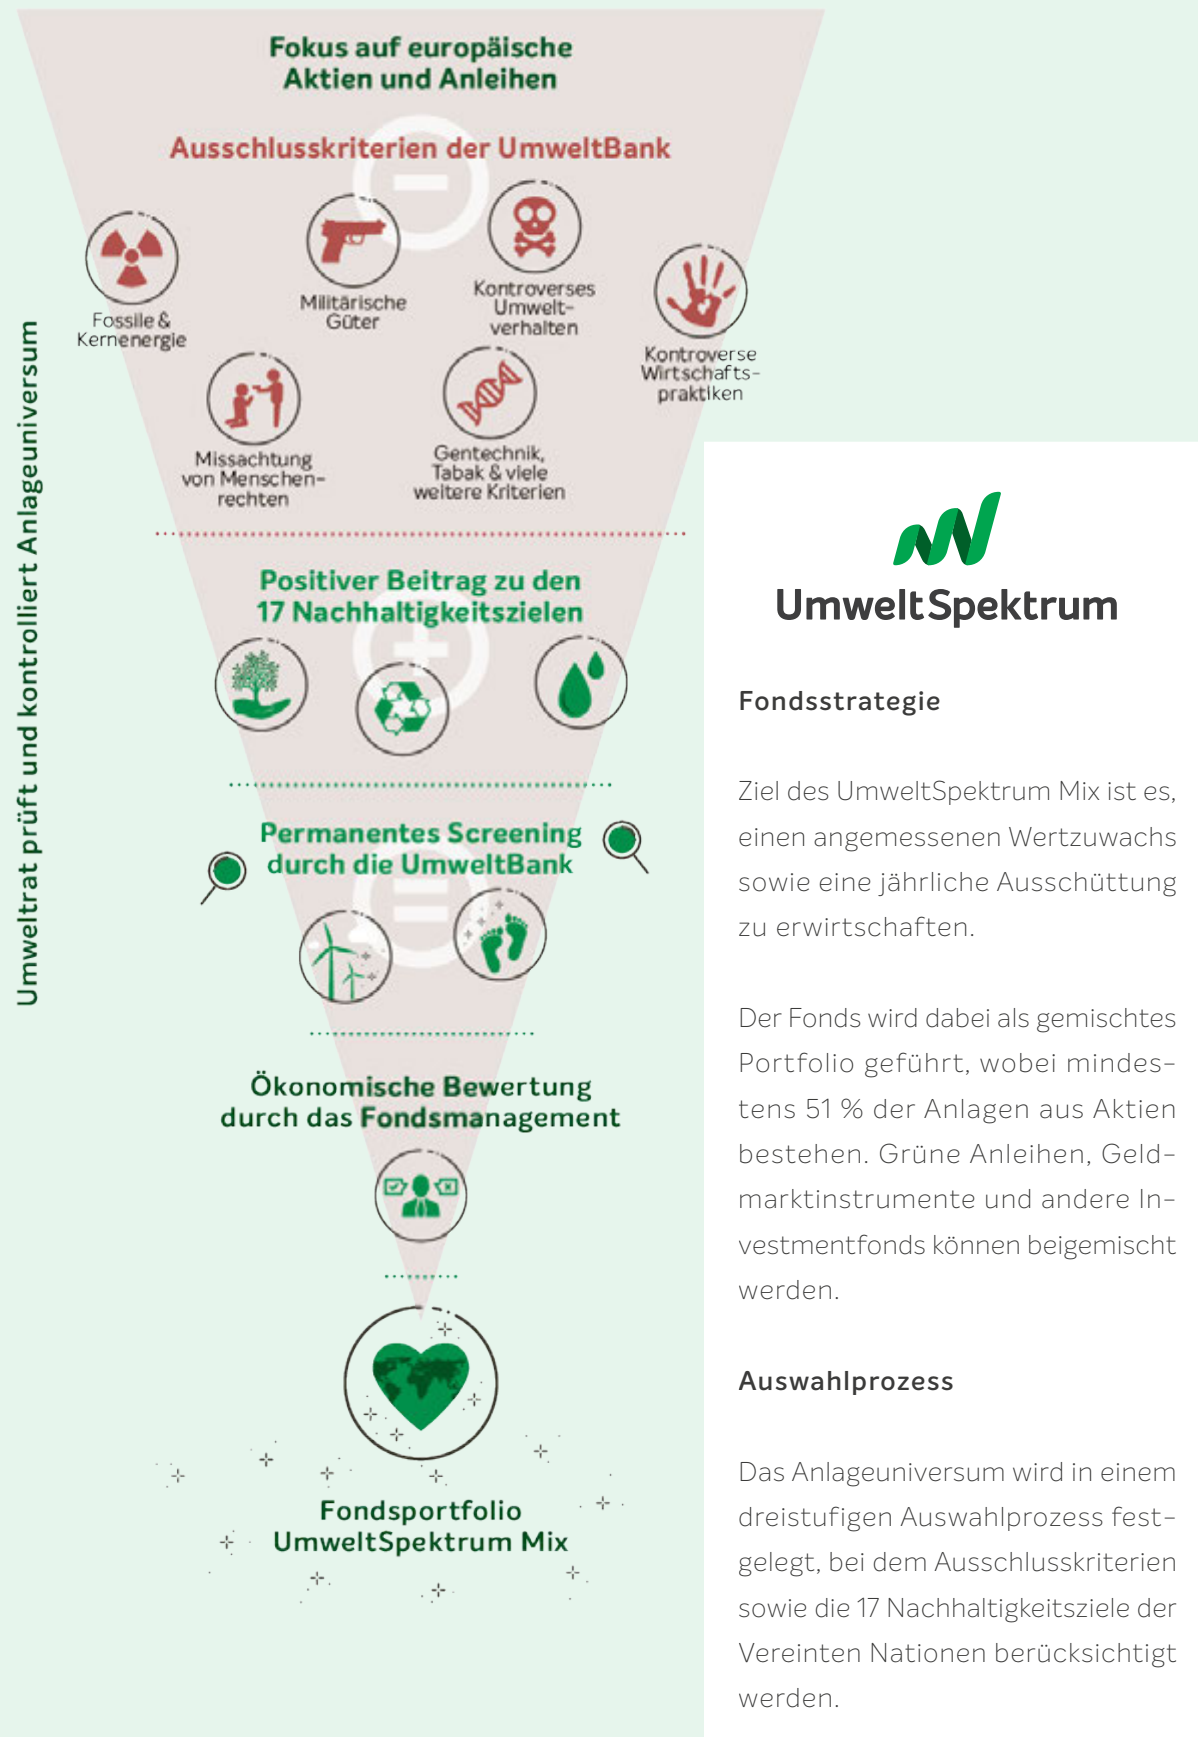 Fokus auf europäische
Aktien und Anleihen
Ausschlusskriterien der UmweltBank
Fossile &
Kernenergie
Militärische
Güter
Kontroverses
Umwelt-
verhalten
Kontroverse
Wirtschafts-
praktiken
Missachtung
von Menschen-
rechten
Gentechnik,
Tabak & viele
weitere Kriterien
Positiver Beitrag zu den
17 Nachhaltigkeitszielen
Permanentes Screening
durch die UmweltBank
Ökonomische Bewertung
durch das Fondsmanagement
Fondsportfolio
UmweltSpektrum Mix
Umweltrat prüft und kontrolliert Anlageuniversum
UmweltSpektrum
Fondsstrategie
Ziel des UmweltSpektrum Mix ist es,
einen angemessenen Wertzuwachs
sowie eine jährliche Ausschüttung
zu erwirtschaften.
Der Fonds wird dabei als gemischtes
Portfolio geführt, wobei mindes-
tens 51 % der Anlagen aus Aktien
bestehen. Grüne Anleihen, Geld-
marktinstrumente und andere In-
vestmentfonds können beigemischt
werden.
Auswahlprozess
Das Anlageuniversum wird in einem
dreistufigen Auswahlprozess fest-
gelegt, bei dem Ausschlusskriterien
sowie die 17 Nachhaltigkeitsziele der
Vereinten Nationen berücksichtigt
werden.